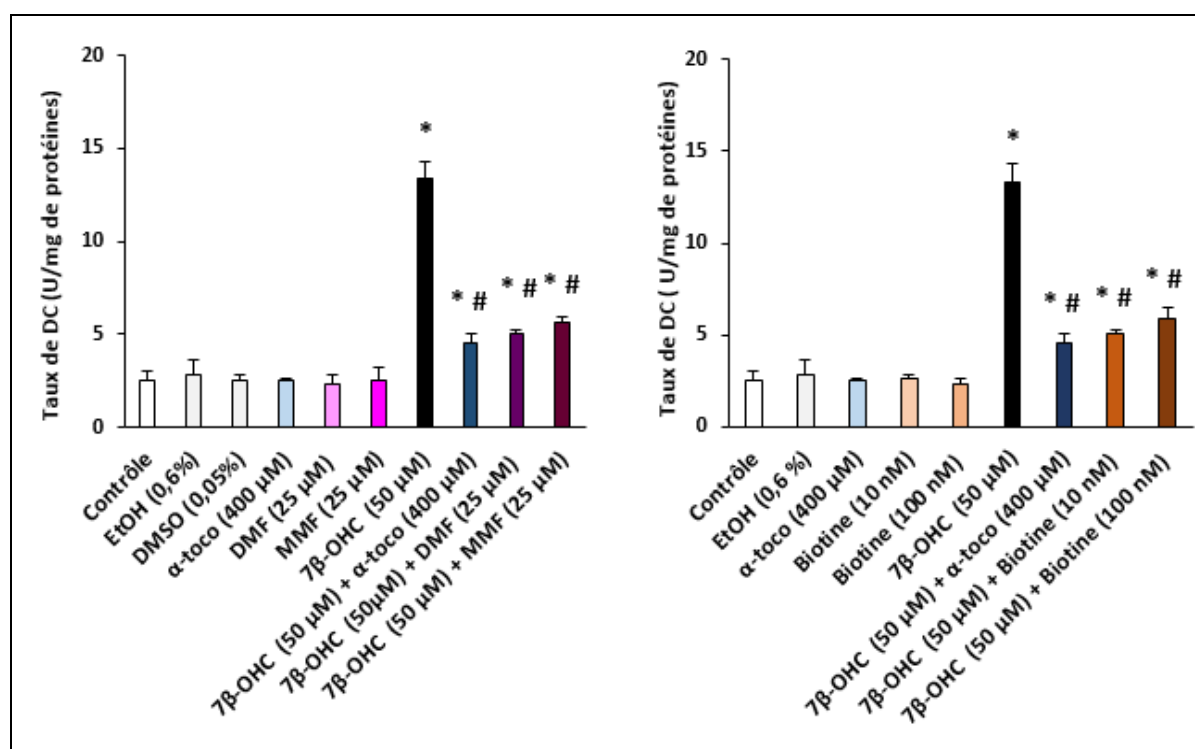 Taux de DC (U/mg de protéines)
20
15
10
5
0
*
* #
* #
* #
Contrôle
EtOH (0,6%)
DMSO (0,05%)
α-toco (400 µM)
DMF (25 µM)
MMF (25 µM)
7β-OHC (50 µM)
7β-OHC (50 µM) + α-toco (400 µM)
7β-OHC (50µM) + DMF (25 µM)
7β-OHC (50 µM) + MMF (25 µM)
Taux de DC ( U/mg de protéines)
20
15
10
5
0
*
* #
* #
* #
Contrôle
EtOH (0,6 %)
α-toco (400 µM)
Biotine (10 nM)
Biotine (100 nM)
7β-OHC (50 µM)
7β-OHC (50 µM) + α-toco (400 µM)
7β-OHC (50 µM) + Biotine (10 nM)
7β-OHC (50 µM) + Biotine (100 nM)